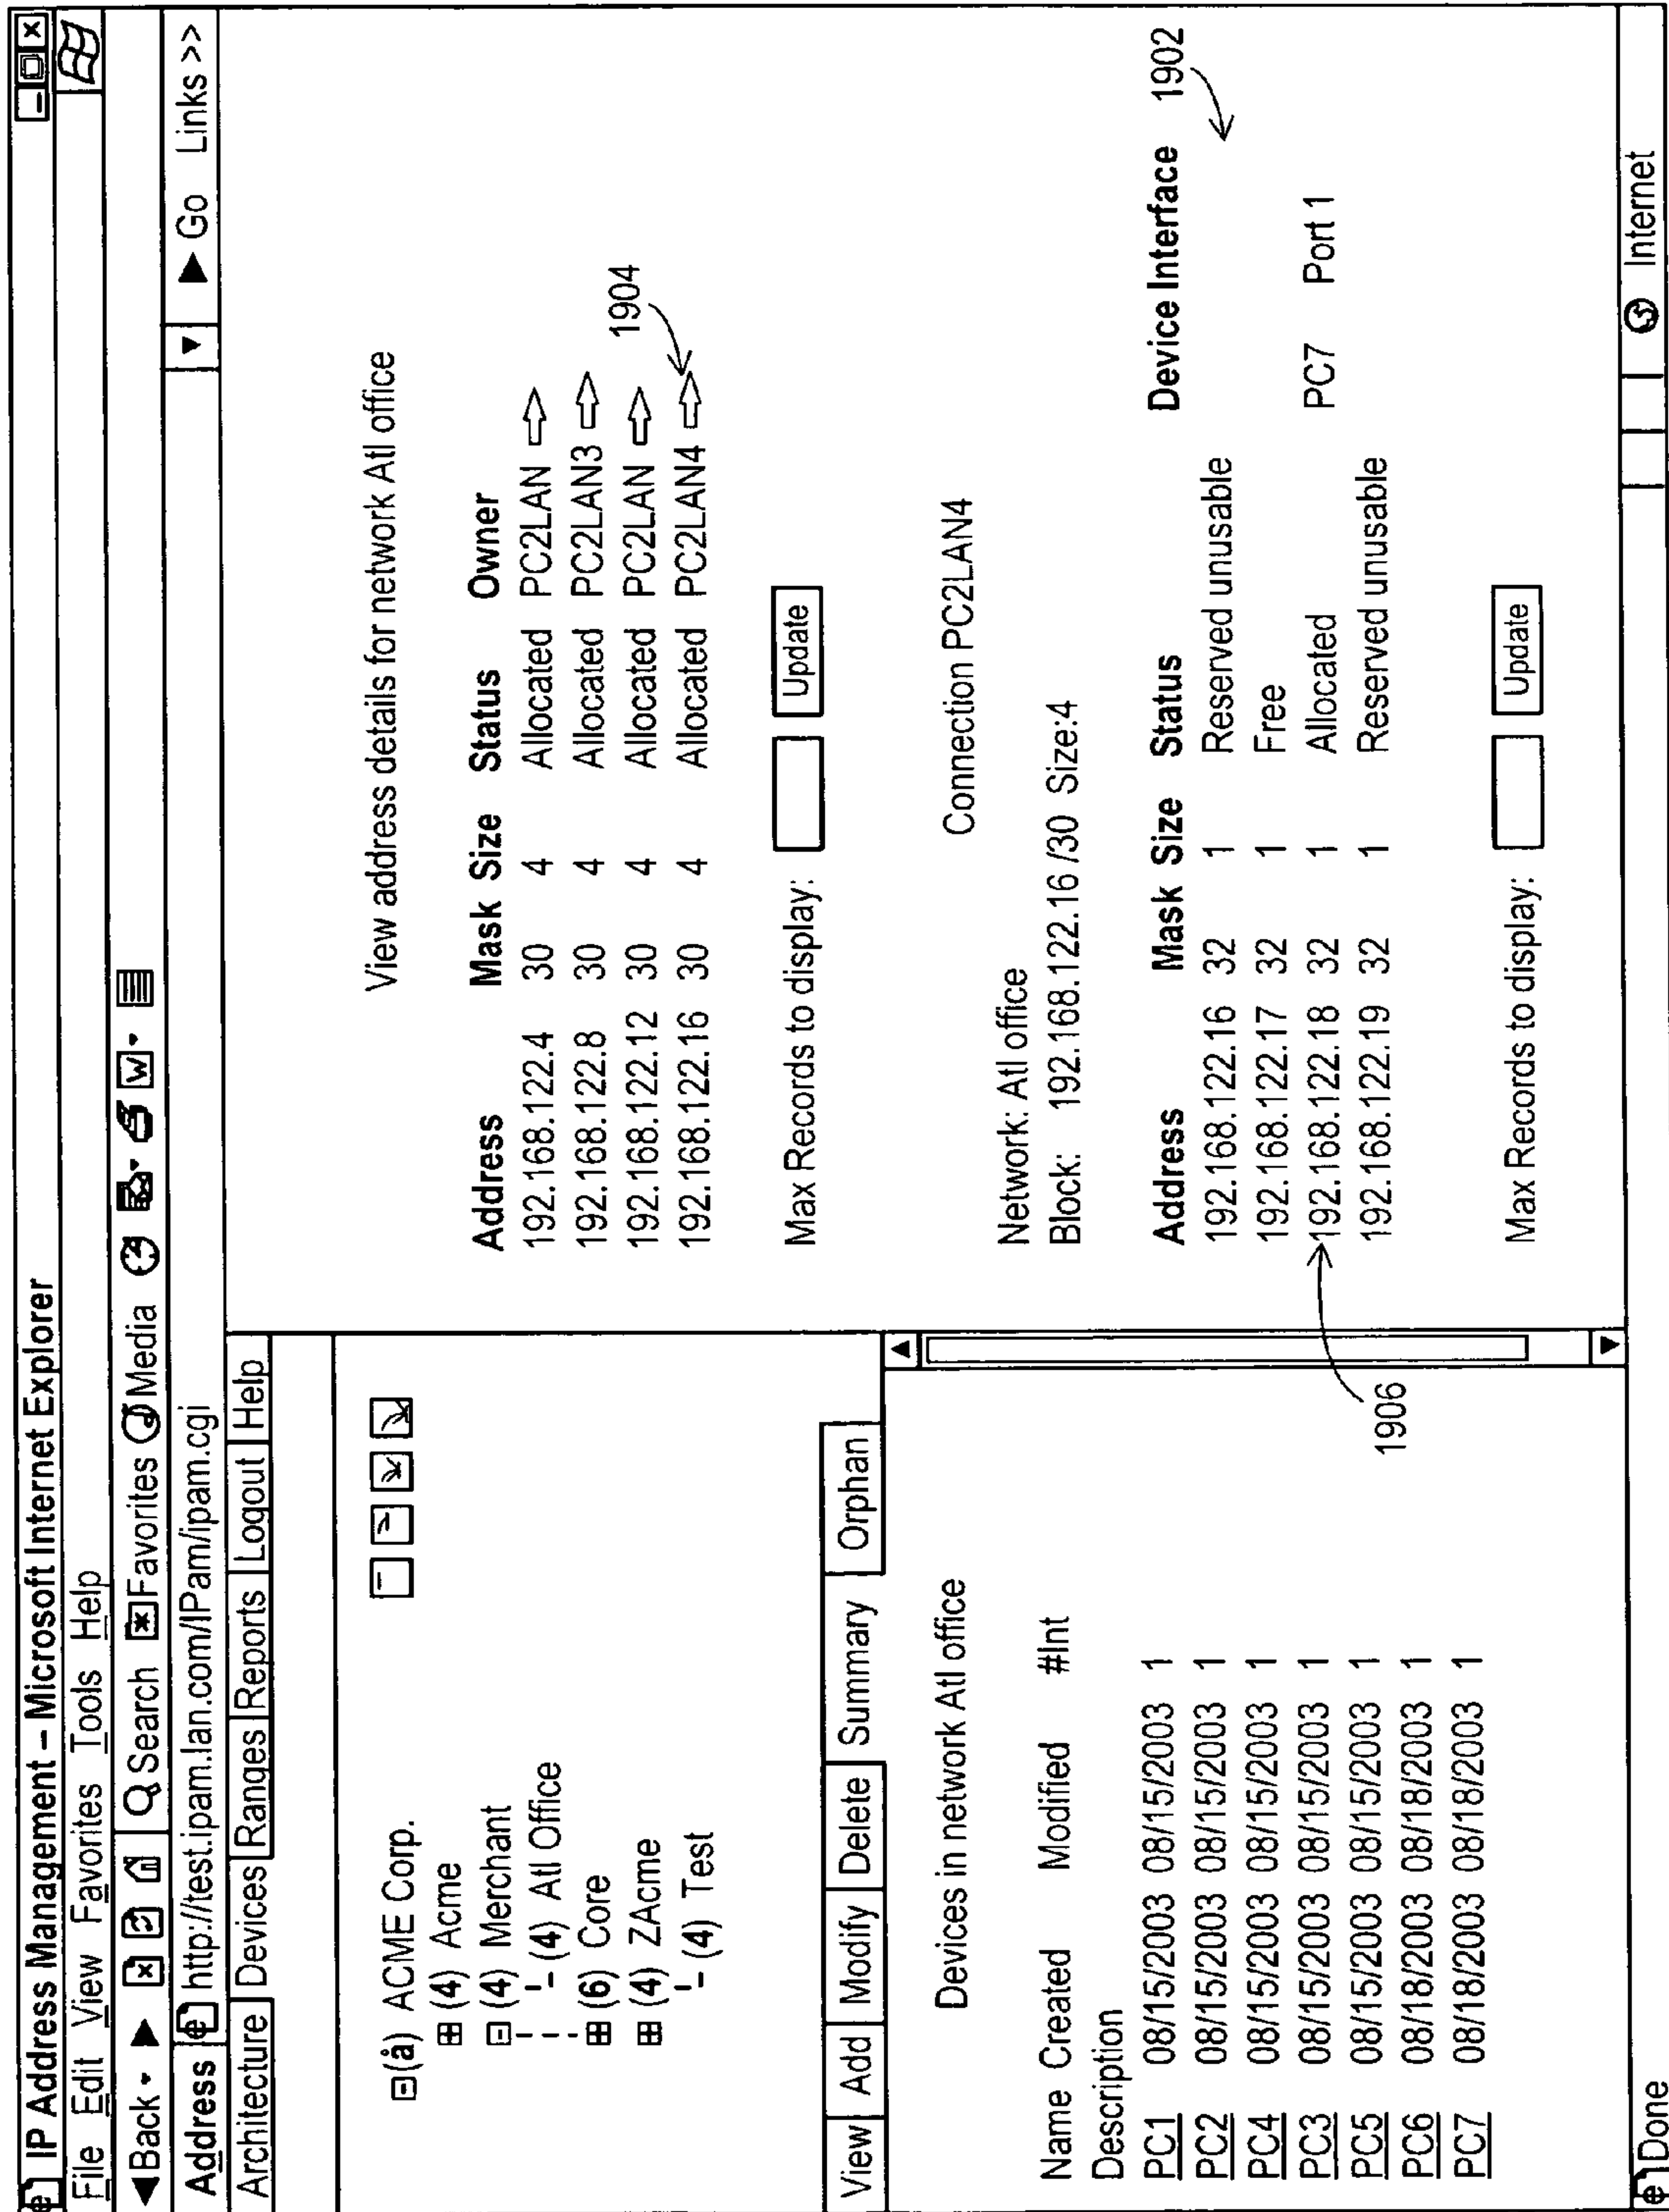 IP Address Management – Microsoft Internet Explorer
File Edit View Favorites Tools Help
Back Search Favorites Media
Address http://test.ipam.lan.com/IPam/ipam.cgi Go Links >>
Architecture Devices Ranges Reports Logout Help
(å) ACME Corp.
(4) Acme
(4) Merchant
(4) Atl Office
(6) Core
(4) ZAcme
(4) Test
View Add Modify Delete Summary Orphan
Devices in network Atl office
Name Created Modified #Int
Description
PC1 08/15/2003 08/15/2003 1
PC2 08/15/2003 08/15/2003 1
PC4 08/15/2003 08/15/2003 1
PC3 08/15/2003 08/15/2003 1
PC5 08/15/2003 08/15/2003 1
PC6 08/18/2003 08/18/2003 1
PC7 08/18/2003 08/18/2003 1
View address details for network Atl office
Address Mask Size Status Owner
192.168.122.4 30 4 Allocated PC2LAN
192.168.122.8 30 4 Allocated PC2LAN3
192.168.122.12 30 4 Allocated PC2LAN
192.168.122.16 30 4 Allocated PC2LAN4
1904
Max Records to display: Update
Connection PC2LAN4
Network: Atl office
Block: 192.168.122.16 /30 Size:4
Address Mask Size Status Device Interface 1902
192.168.122.16 32 1 Reserved unusable
192.168.122.17 32 1 Free
192.168.122.18 32 1 Allocated PC7 Port 1
192.168.122.19 32 1 Reserved unusable
1906
Max Records to display: Update
Done Internet